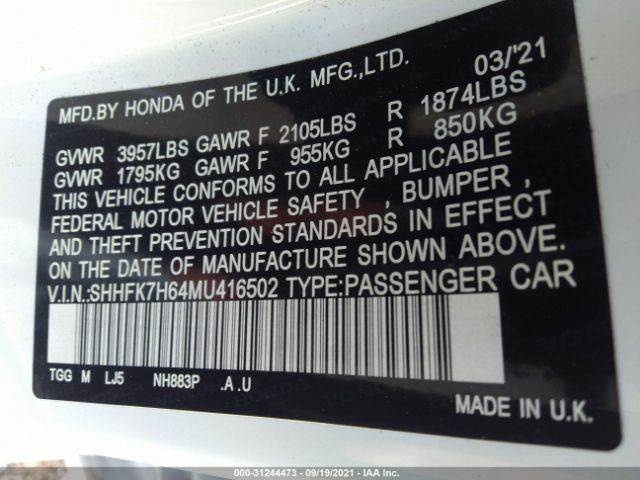 MFD.BY HONDA OF THE U.K. MFG.,LTD. 03/'21
GVWR 3957LBS GAWR F 2105LBS R 1874LBS
GVWR 1795KG GAWR F 955KG R 850KG
THIS VEHICLE CONFORMS TO ALL APPLICABLE
FEDERAL MOTOR VEHICLE SAFETY , BUMPER ,
AND THEFT PREVENTION STANDARDS IN EFFECT
ON THE DATE OF MANUFACTURE SHOWN ABOVE.
V.I.N.:SHHFK7H64MU416502 TYPE:PASSENGER CAR
TGG M LJ5 NH883P .A.U
MADE IN U.K.
000-31244473 - 09/19/2021 - IAA Inc.